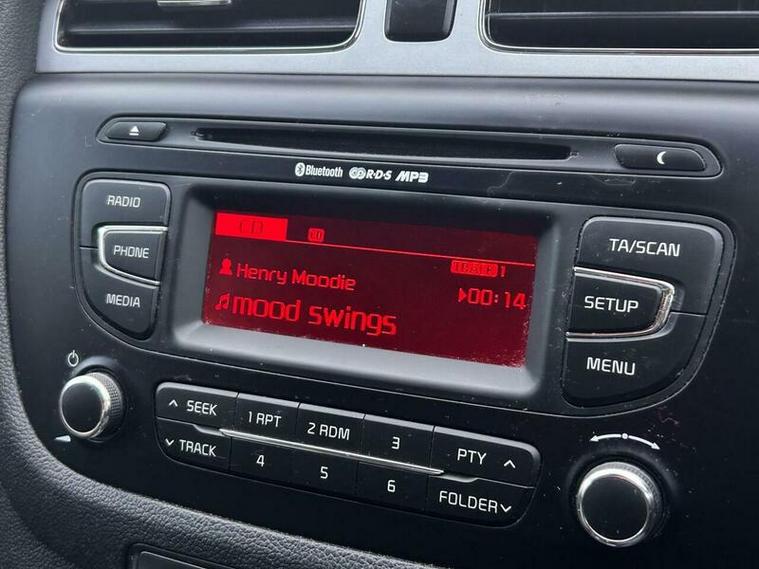 Bluetooth R·D·S MP3
RADIO
PHONE
MEDIA
CD
CD
TRACK 1
Henry Moodie
00:14
mood swings
TA/SCAN
SETUP
MENU
SEEK
TRACK
1 RPT
2 RDM
3
4
5
6
PTY
FOLDER